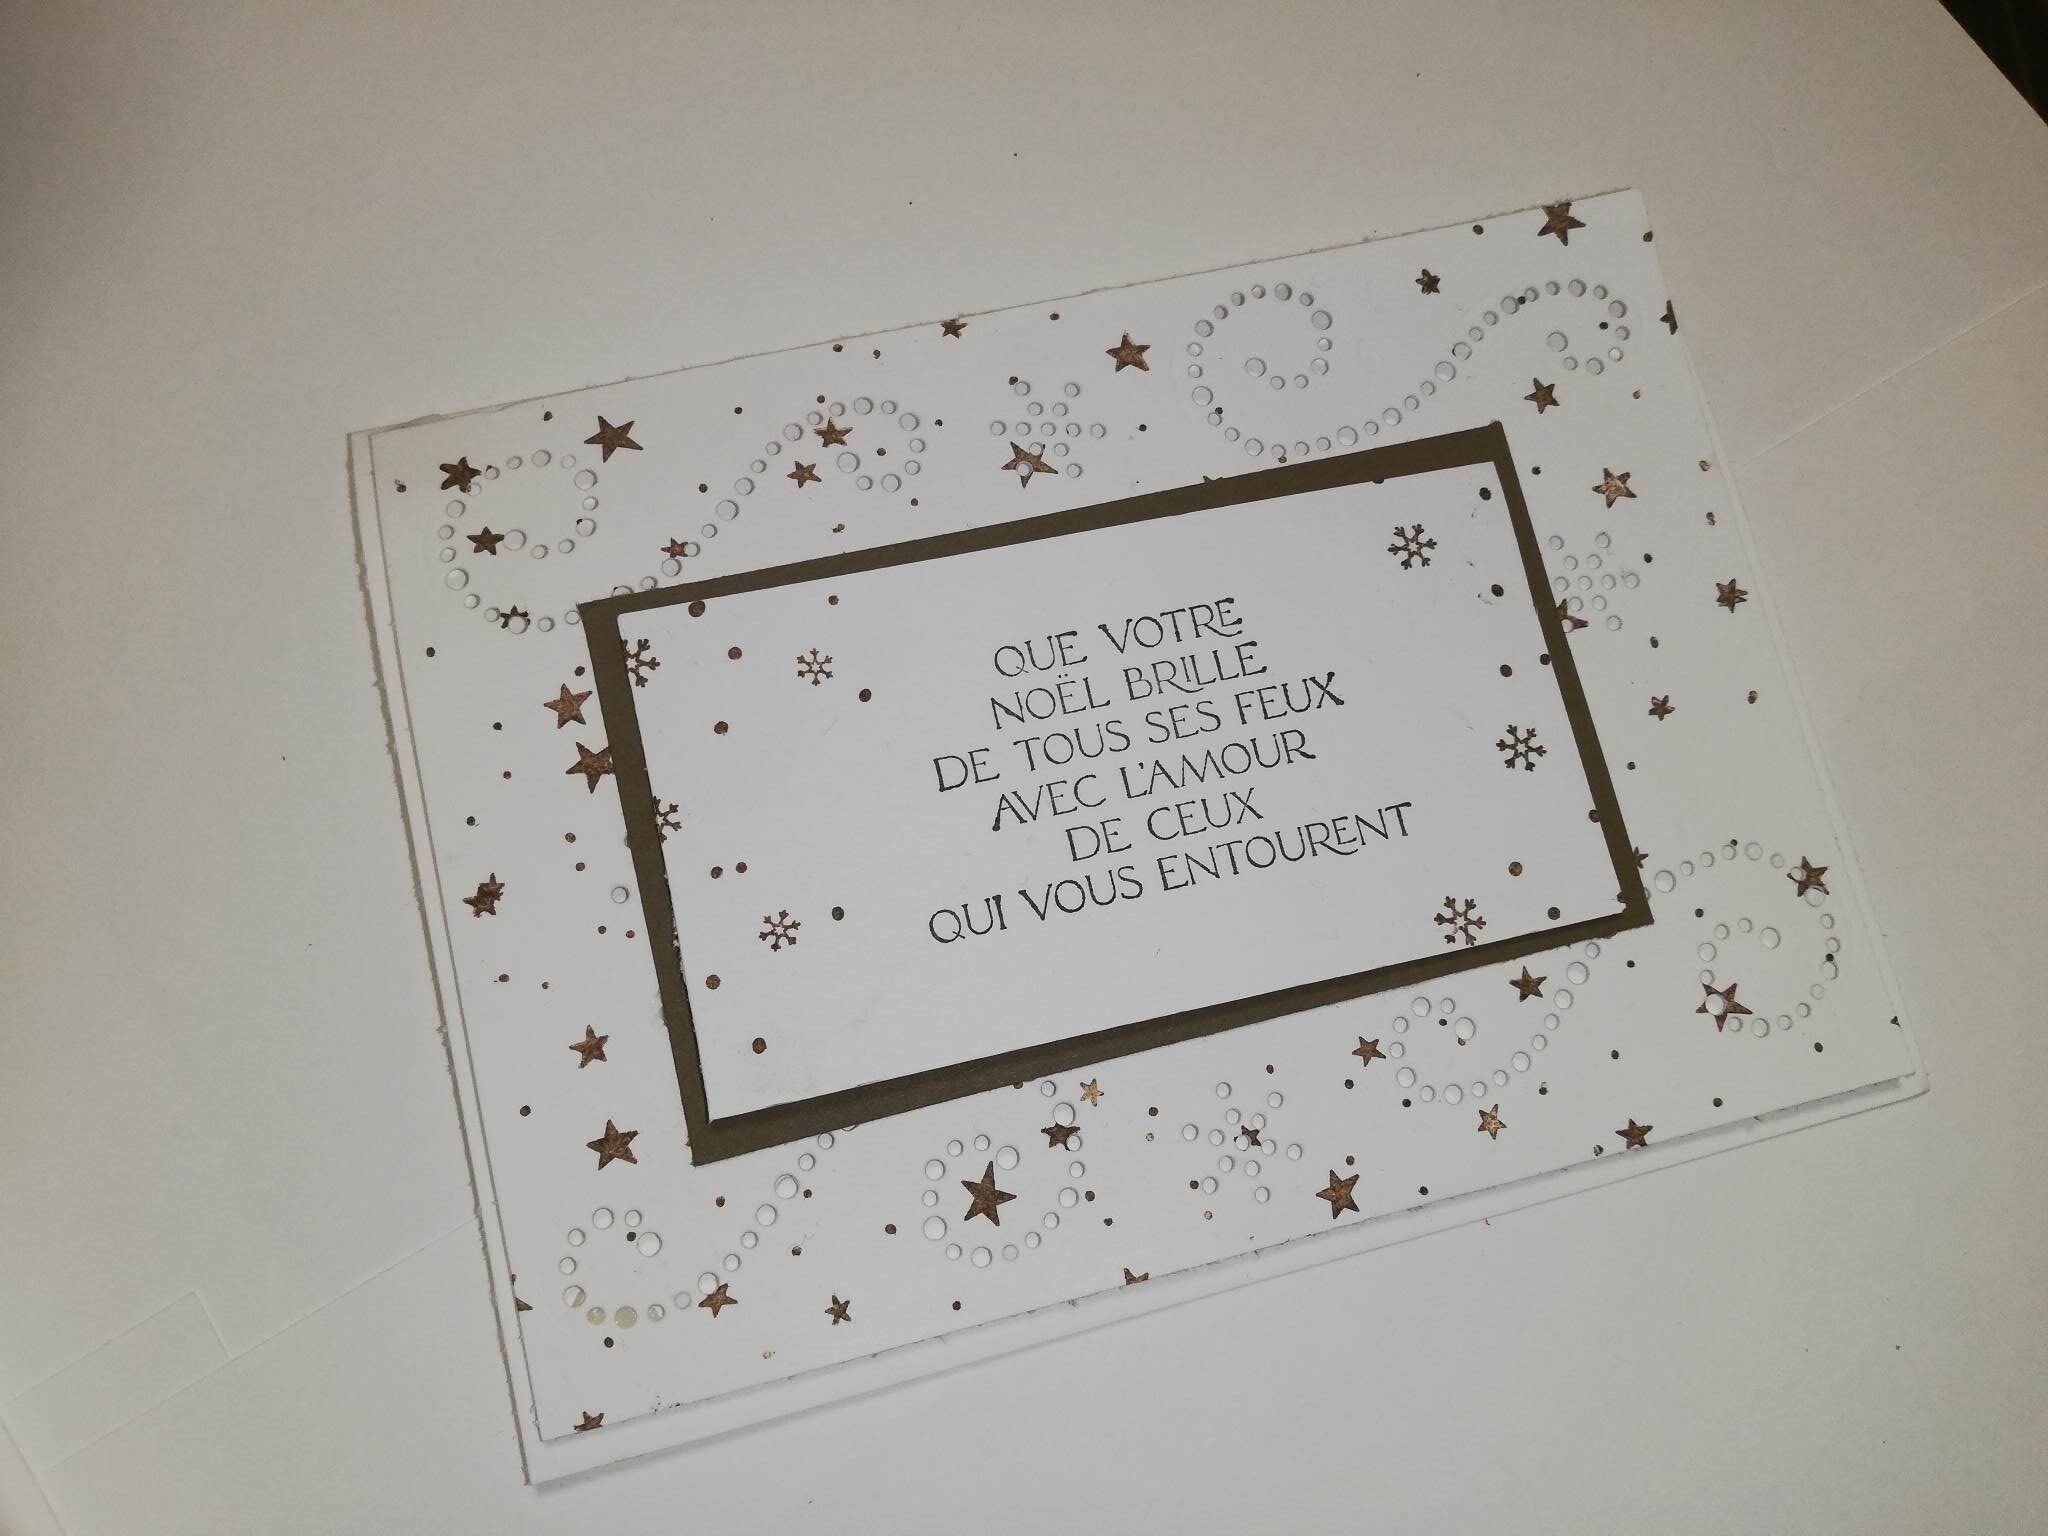 QUE VOTRE
NOËL BRILLE
DE TOUS SES FEUX
AVEC L'AMOUR
DE CEUX
QUI VOUS ENTOURENT